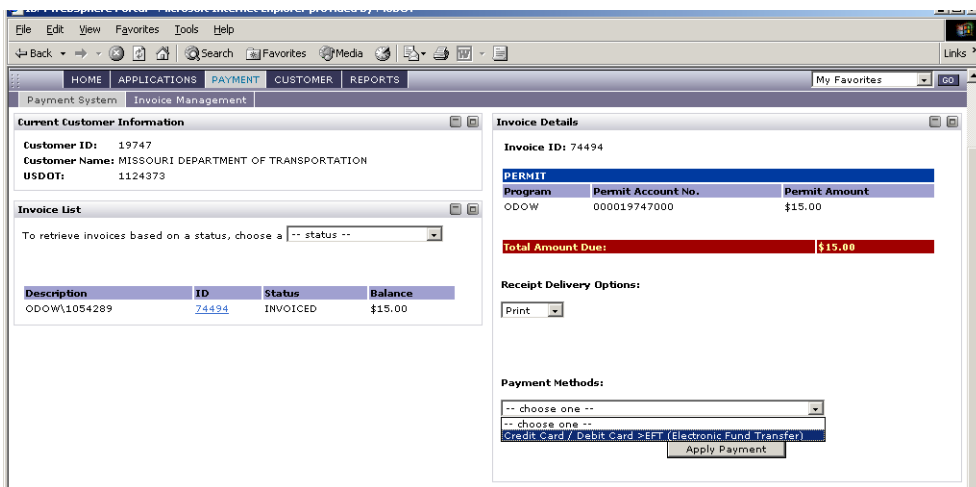 File Edit View Favorites Tools Help
Back Search Favorites Media Links
HOME APPLICATIONS PAYMENT CUSTOMER REPORTS My Favorites GO
Payment System Invoice Management
Current Customer Information
Customer ID: 19747
Customer Name: MISSOURI DEPARTMENT OF TRANSPORTATION
USDOT: 1124373
Invoice List
To retrieve invoices based on a status, choose a -- status --
Description ID Status Balance
ODOW\1054289 74494 INVOICED $15.00
Invoice Details
Invoice ID: 74494
PERMIT
Program Permit Account No. Permit Amount
ODOW 000019747000 $15.00
Total Amount Due: $15.00
Receipt Delivery Options:
Print
Payment Methods:
-- choose one --
-- choose one --
Credit Card / Debit Card >EFT (Electronic Fund Transfer)
Apply Payment